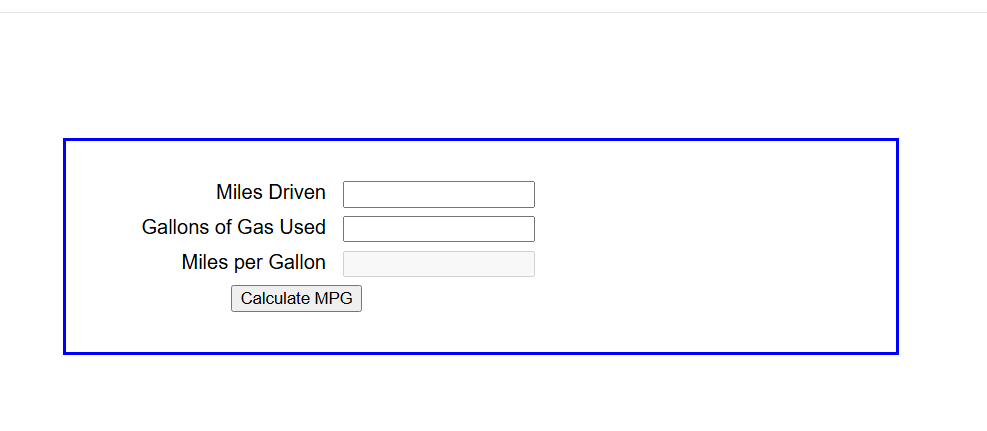 Miles Driven
Gallons of Gas Used
Miles per Gallon
Calculate MPG